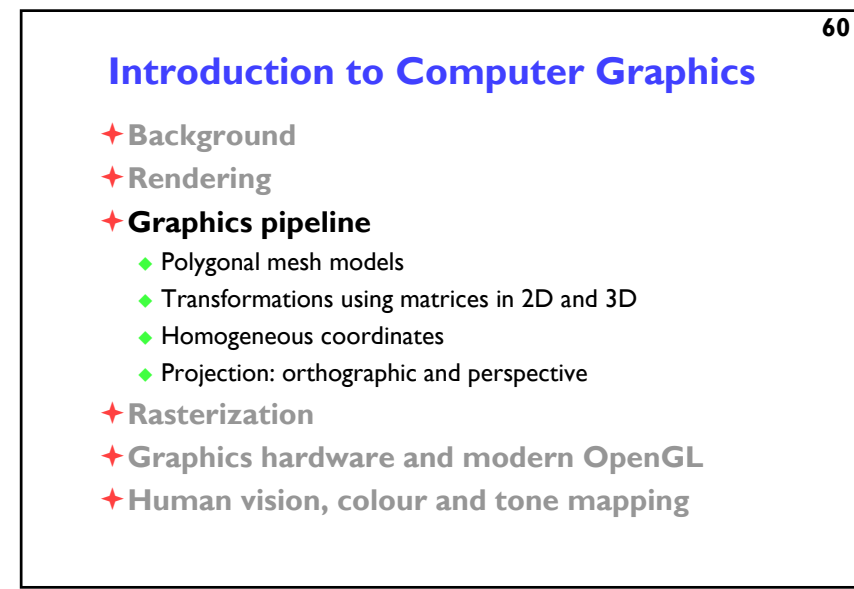 60
Introduction to Computer Graphics
Background
Rendering
Graphics pipeline
Polygonal mesh models
Transformations using matrices in 2D and 3D
Homogeneous coordinates
Projection: orthographic and perspective
Rasterization
Graphics hardware and modern OpenGL
Human vision, colour and tone mapping